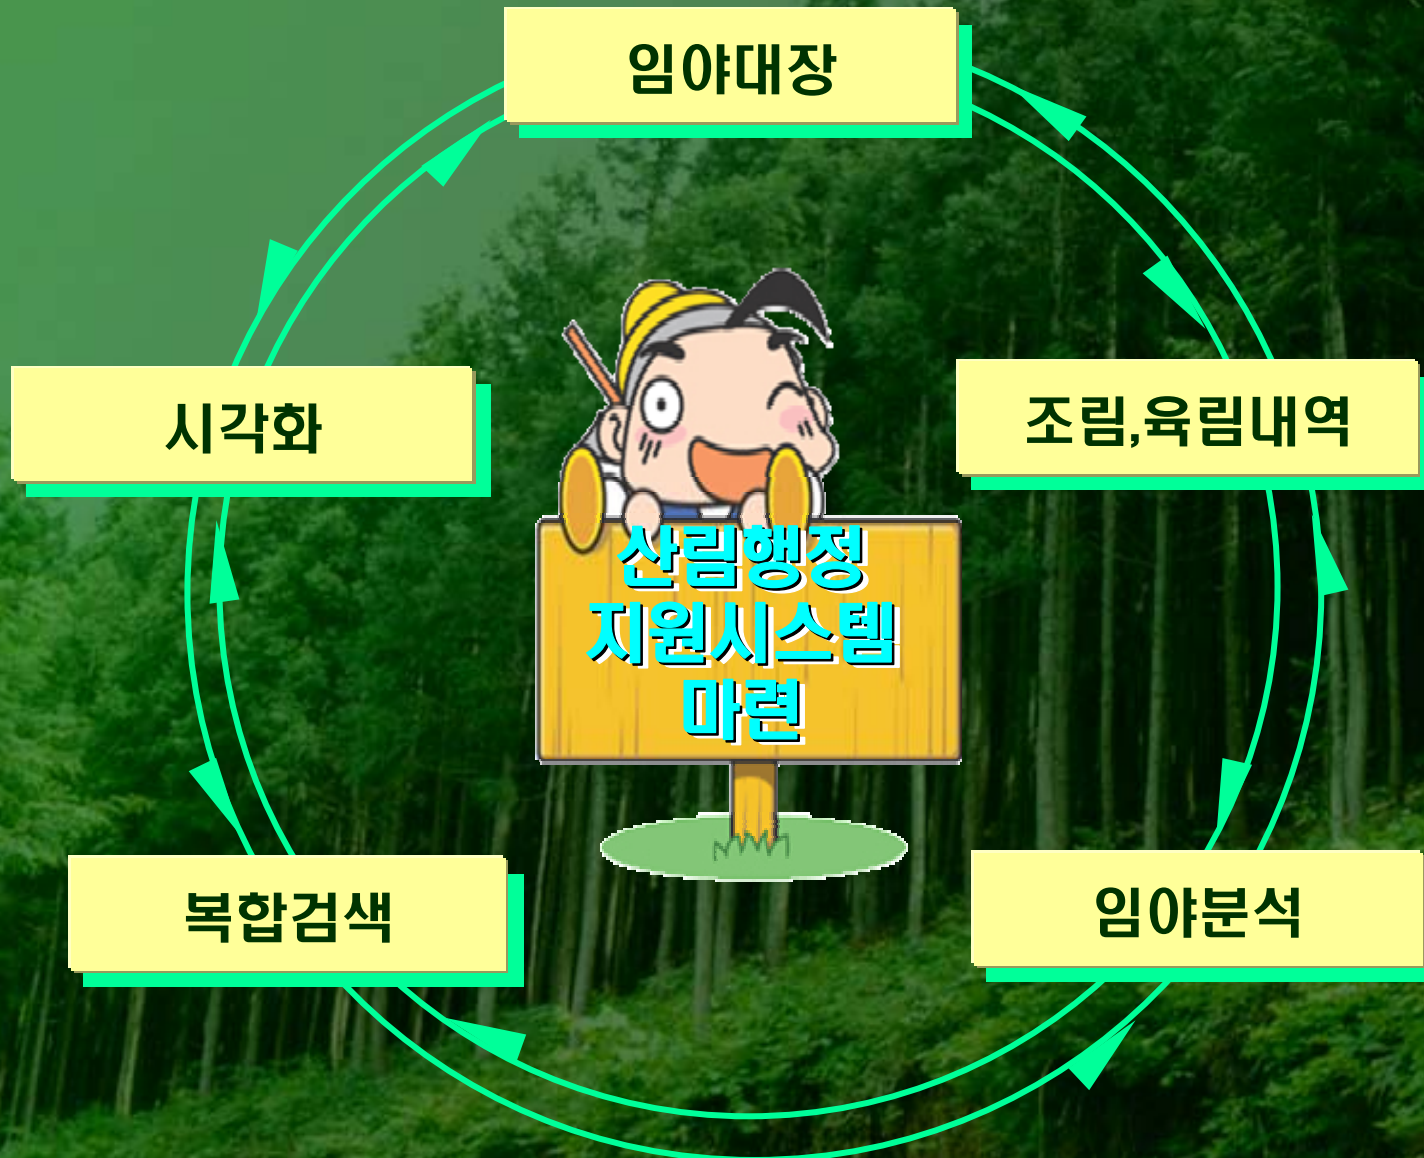 임야대장
시각화
조림,육림내역
산림행정
지원시스템
마련
복합검색
임야분석